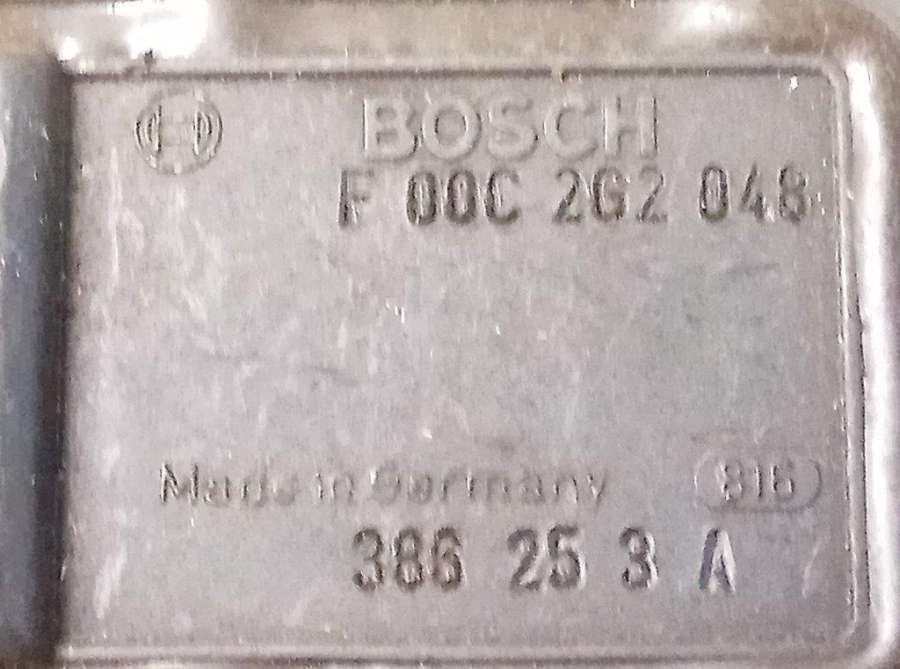 BOSCH
F 00C 2G2 048
Made in Germany 816
386 25 3 A